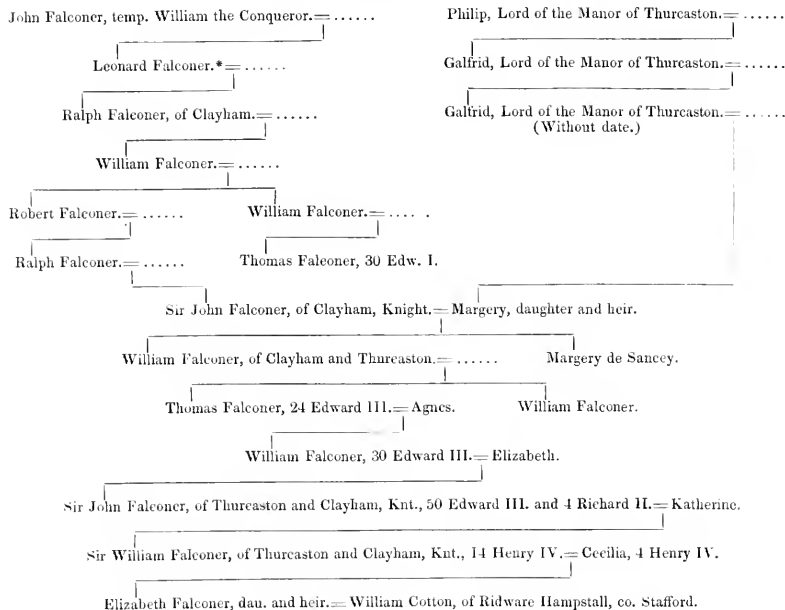 John Falconer, temp. William the Conqueror.=...... Philip, Lord of the Manor of Thurcaston.=......
Leonard Falconer.*=...... Galfrid, Lord of the Manor of Thurcaston.=......
Ralph Falconer, of Clayham.=...... Galfrid, Lord of the Manor of Thurcaston.=......
(Without date.)
William Falconer.=......
Robert Falconer.=...... William Falconer.=..... .
Ralph Falconer.=...... Thomas Falconer, 30 Edw. I.
Sir John Falconer, of Clayham, Knight.=Margery, daughter and heir.
William Falconer, of Clayham and Thurcaston.=...... Margery de Sancey.
Thomas Falconer, 24 Edward III.=Agnes. William Falconer.
William Falconer, 30 Edward III.=Elizabeth.
Sir John Falconer, of Thurcaston and Clayham, Knt., 50 Edward III. and 4 Richard II.=Katherine.
Sir William Falconer, of Thurcaston and Clayham, Knt., 14 Henry IV.=Cecilia, 4 Henry IV.
Elizabeth Falconer, dau. and heir.=William Cotton, of Ridware Hampstall, co. Stafford.